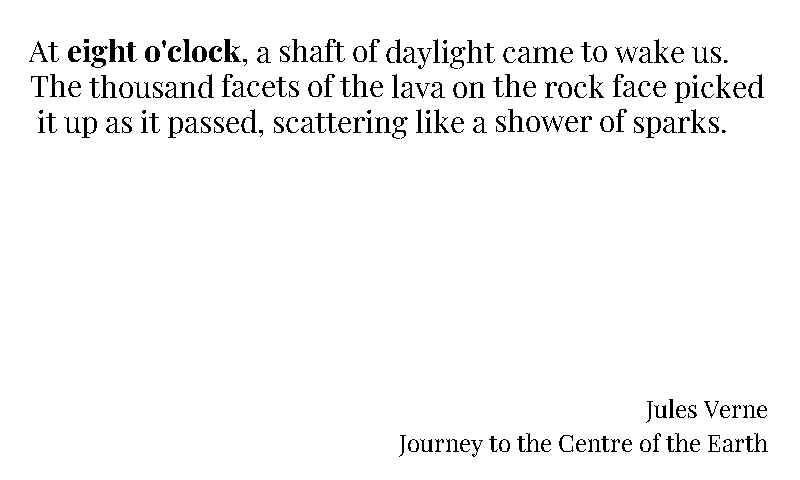 At eight o'clock, a shaft of daylight came to wake us.
The thousand facets of the lava on the rock face picked
it up as it passed, scattering like a shower of sparks.
Jules Verne
Journey to the Centre of the Earth